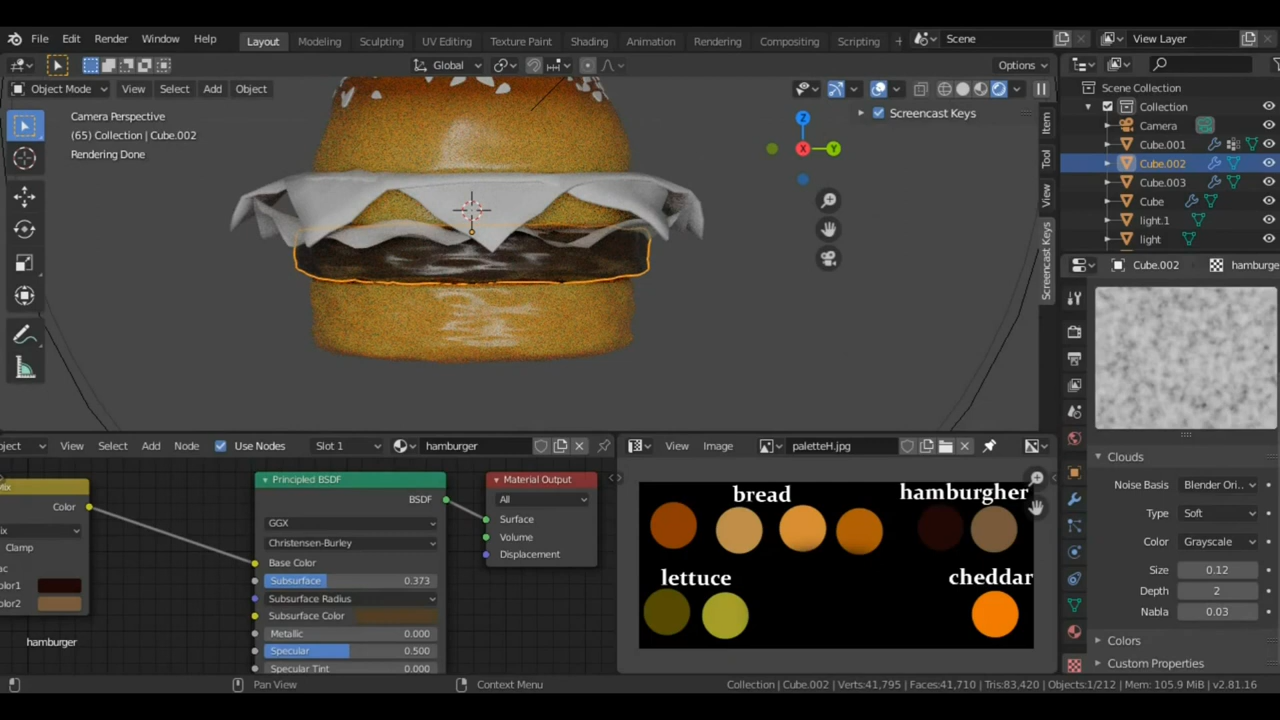 File Edit Render Window Help Layout Modeling Sculpting UV Editing Texture Paint Shading Animation Rendering Compositing Scripting + Scene View Layer
Global Options
Object Mode View Select Add Object
Camera Perspective
(65) Collection | Cube.002
Rendering Done
Screencast Keys
Item
Tool
View
Screencast Keys
Z
X
Y
Scene Collection
Collection
Camera
Cube.001
Cube.002
Cube.003
Cube
light.1
light
Cube.002 hamburge
Clouds
Noise Basis Blender Ori...
Type Soft
Color Grayscale
Size 0.12
Depth 2
Nabla 0.03
Colors
Custom Properties
oject View Select Add Node Use Nodes Slot 1 hamburger
Mix
Color
ix
Clamp
ac
olor1
olor2
hamburger
Principled BSDF
BSDF
GGX
Christensen-Burley
Base Color
Subsurface 0.373
Subsurface Radius
Subsurface Color
Metallic 0.000
Specular 0.500
Specular Tint 0.000
Material Output
All
Surface
Volume
Displacement
View Image paletteH.jpg
bread hamburgher
lettuce cheddar
Pan View Context Menu Collection | Cube.002 | Verts:41,795 | Faces:41,710 | Tris:83,420 | Objects:1/212 | Mem: 105.9 MiB | v2.81.16